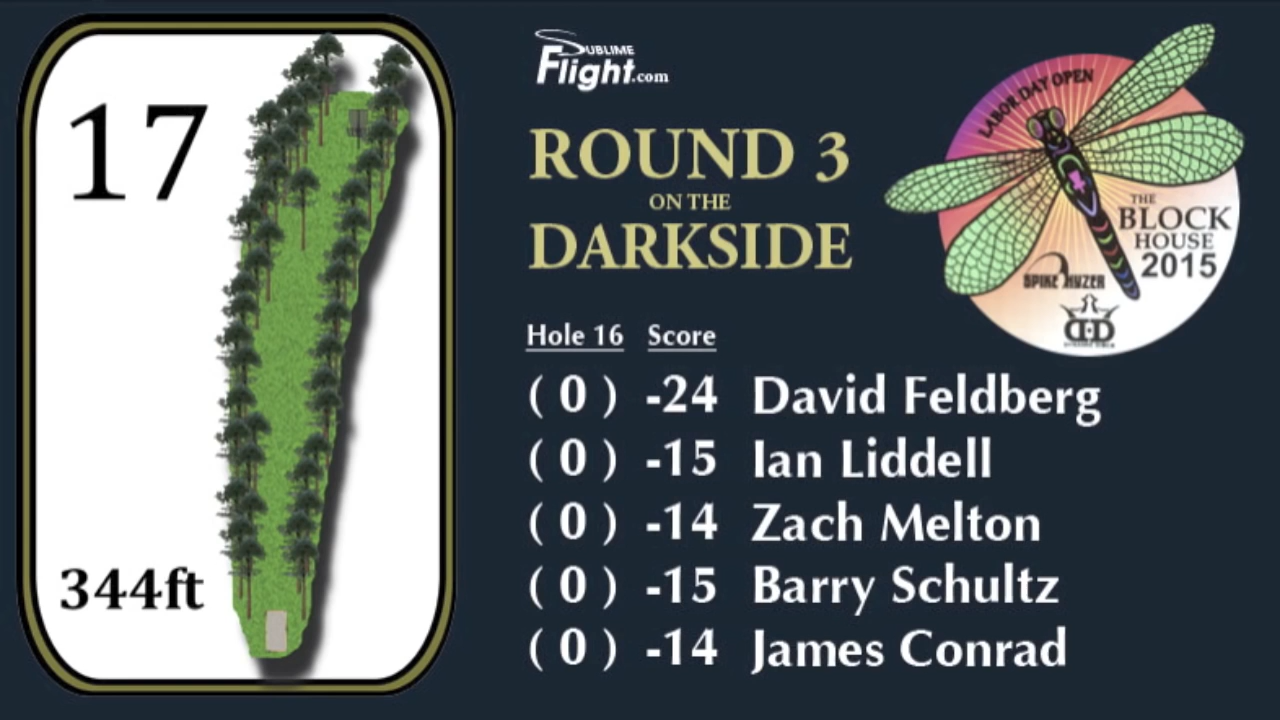 17
344ft
SUBLIME
Flight.com
ROUND 3
ON THE
DARKSIDE
LABOR DAY OPEN
THE
BLOCK
HOUSE
2015
SPIKE HYZER
DD
Hole 16 Score
( 0 ) -24 David Feldberg
( 0 ) -15 Ian Liddell
( 0 ) -14 Zach Melton
( 0 ) -15 Barry Schultz
( 0 ) -14 James Conrad